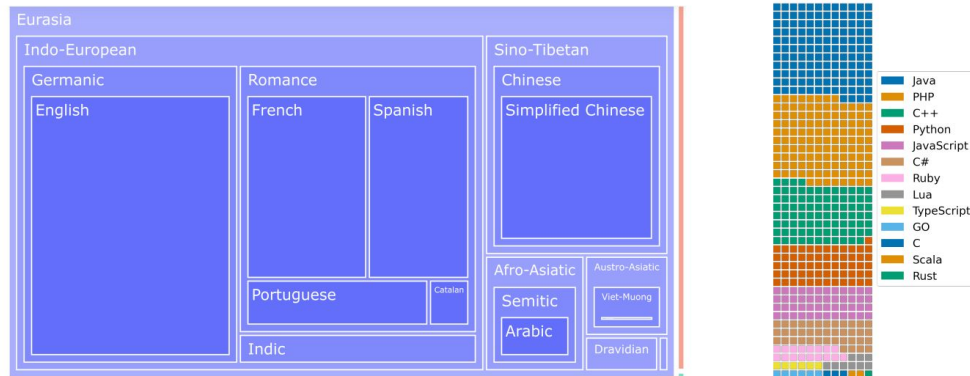 Eurasia
Indo-European
Germanic
English
Romance
French
Spanish
Portuguese
Catalan
Indic
Sino-Tibetan
Chinese
Simplified Chinese
Afro-Asiatic
Semitic
Arabic
Austro-Asiatic
Viet-Muong
Dravidian
Java
PHP
C++
Python
JavaScript
C#
Ruby
Lua
TypeScript
GO
C
Scala
Rust